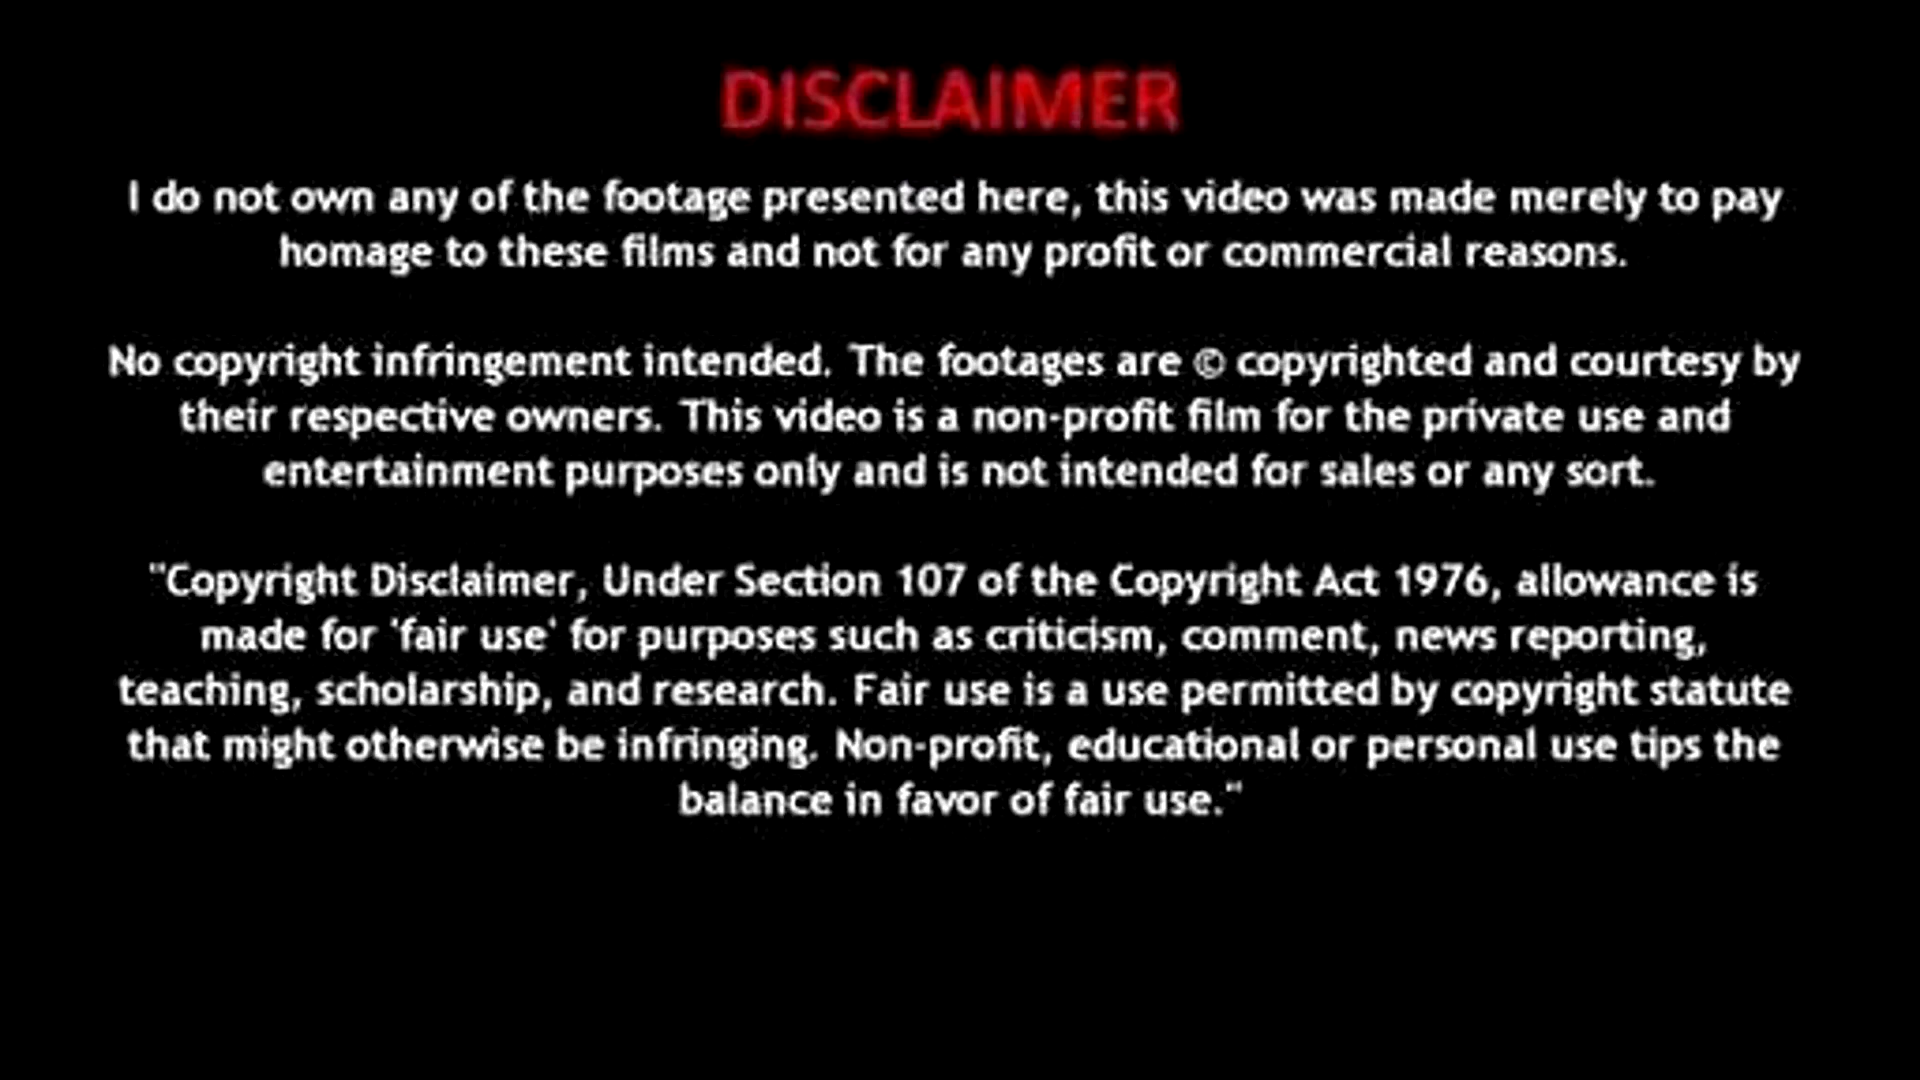 DISCLAIMER
I do not own any of the footage presented here, this video was made merely to pay
homage to these films and not for any profit or commercial reasons.
No copyright infringement intended. The footages are © copyrighted and courtesy by
their respective owners. This video is a non-profit film for the private use and
entertainment purposes only and is not intended for sales or any sort.
"Copyright Disclaimer, Under Section 107 of the Copyright Act 1976, allowance is
made for 'fair use' for purposes such as criticism, comment, news reporting,
teaching, scholarship, and research. Fair use is a use permitted by copyright statute
that might otherwise be infringing. Non-profit, educational or personal use tips the
balance in favor of fair use."